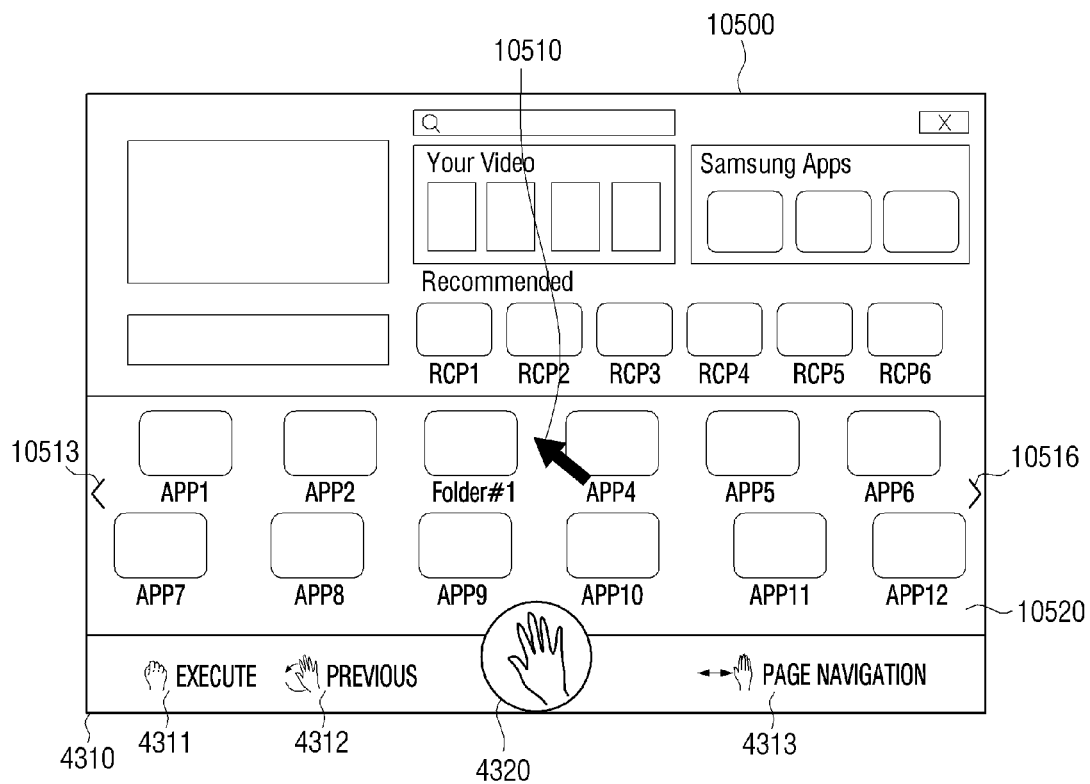 10500
10510
X
Your Video
Samsung Apps
Recommended
RCP1 RCP2 RCP3 RCP4 RCP5 RCP6
10513
10516
APP1 APP2 Folder#1 APP4 APP5 APP6
APP7 APP8 APP9 APP10 APP11 APP12
10520
EXECUTE PREVIOUS PAGE NAVIGATION
4310 4311 4312 4320 4313